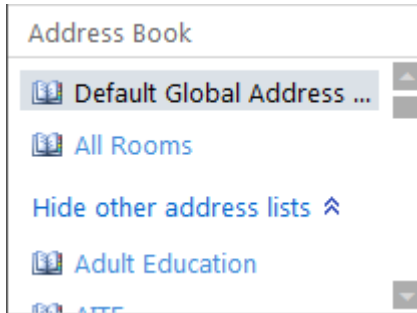 Address Book
Default Global Address ...
All Rooms
Hide other address lists
Adult Education